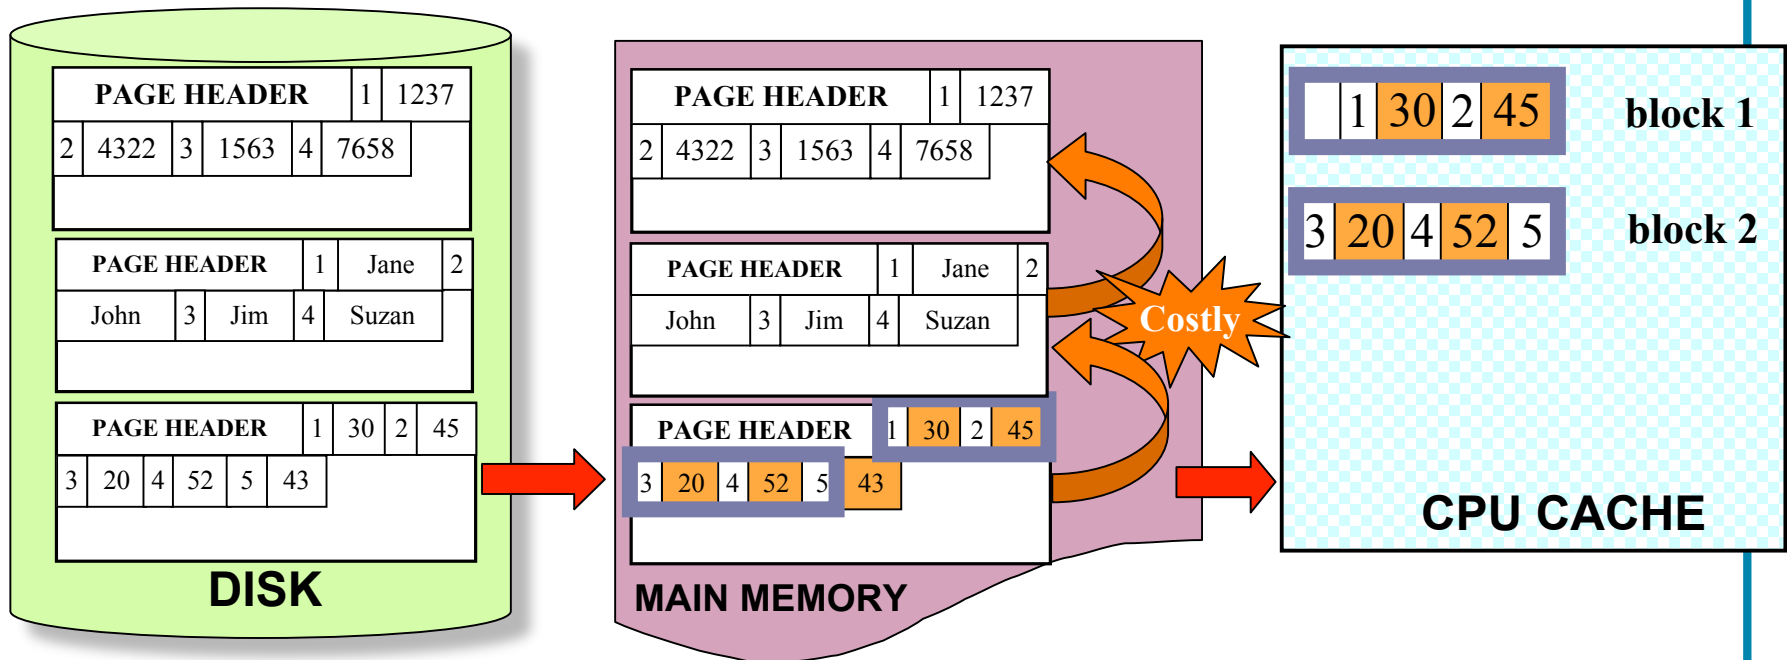 PAGE HEADER 1 1237
2 4322 3 1563 4 7658
PAGE HEADER 1 Jane 2
John 3 Jim 4 Suzan
PAGE HEADER 1 30 2 45
3 20 4 52 5 43
DISK
PAGE HEADER 1 1237
2 4322 3 1563 4 7658
PAGE HEADER 1 Jane 2
John 3 Jim 4 Suzan
PAGE HEADER 1 30 2 45
3 20 4 52 5 43
MAIN MEMORY
Costly
1 30 2 45 block 1
3 20 4 52 5 block 2
CPU CACHE